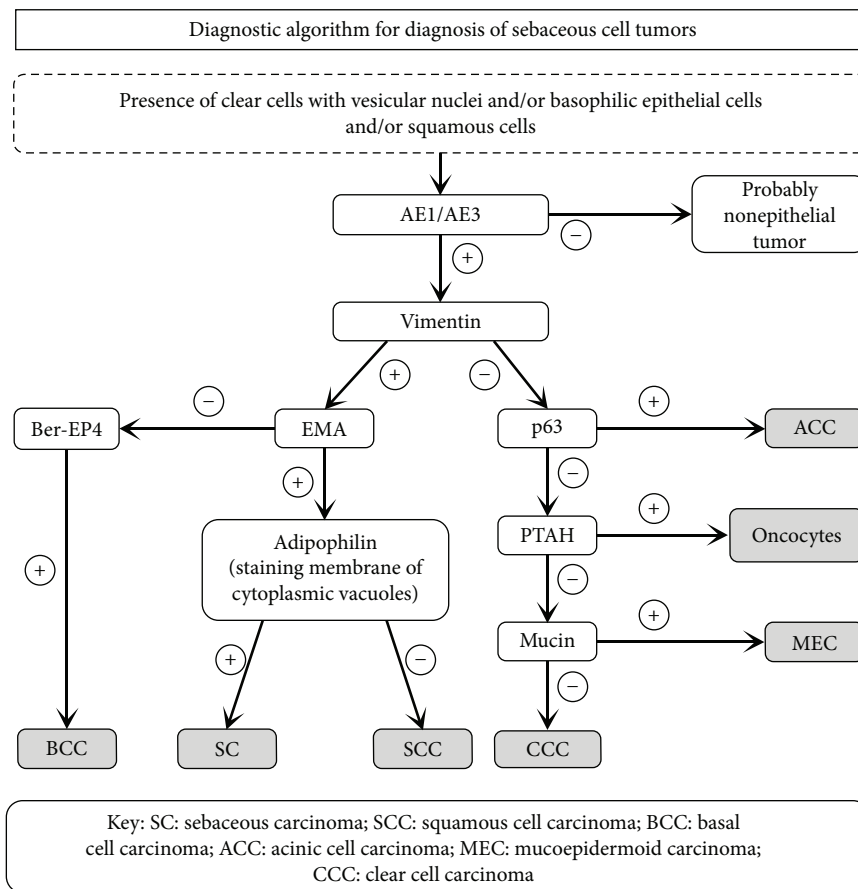 Diagnostic algorithm for diagnosis of sebaceous cell tumors
Presence of clear cells with vesicular nuclei and/or basophilic epithelial cells
and/or squamous cells
AE1/AE3
−
Probably
nonepithelial
tumor
+
Vimentin
+
−
Ber-EP4
−
EMA
p63
+
ACC
+
−
Adipophilin
(staining membrane of
cytoplasmic vacuoles)
PTAH
+
Oncocytes
+
−
Mucin
+
MEC
+
−
−
BCC
SC
SCC
CCC
Key: SC: sebaceous carcinoma; SCC: squamous cell carcinoma; BCC: basal
cell carcinoma; ACC: acinic cell carcinoma; MEC: mucoepidermoid carcinoma;
CCC: clear cell carcinoma